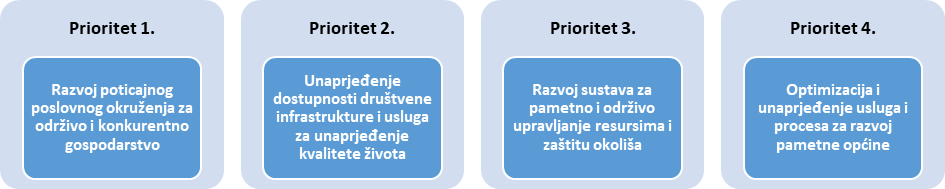 Prioritet 1.
Razvoj poticajnog
poslovnog okruženja za
održivo i konkurentno
gospodarstvo
Prioritet 2.
Unaprjeđenje
dostupnosti društvene
infrastrukture i usluga
za unaprjeđenje
kvalitete života
Prioritet 3.
Razvoj sustava za
pametno i održivo
upravljanje resursima i
zaštitu okoliša
Prioritet 4.
Optimizacija i
unaprjeđenje usluga i
procesa za razvoj
pametne općine